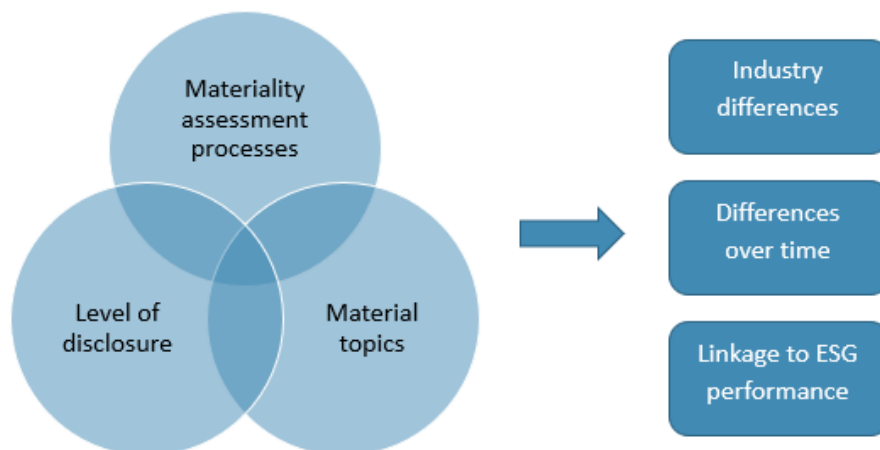 Materiality
assessment
processes
Level of
disclosure
Material
topics
Industry
differences
Differences
over time
Linkage to ESG
performance